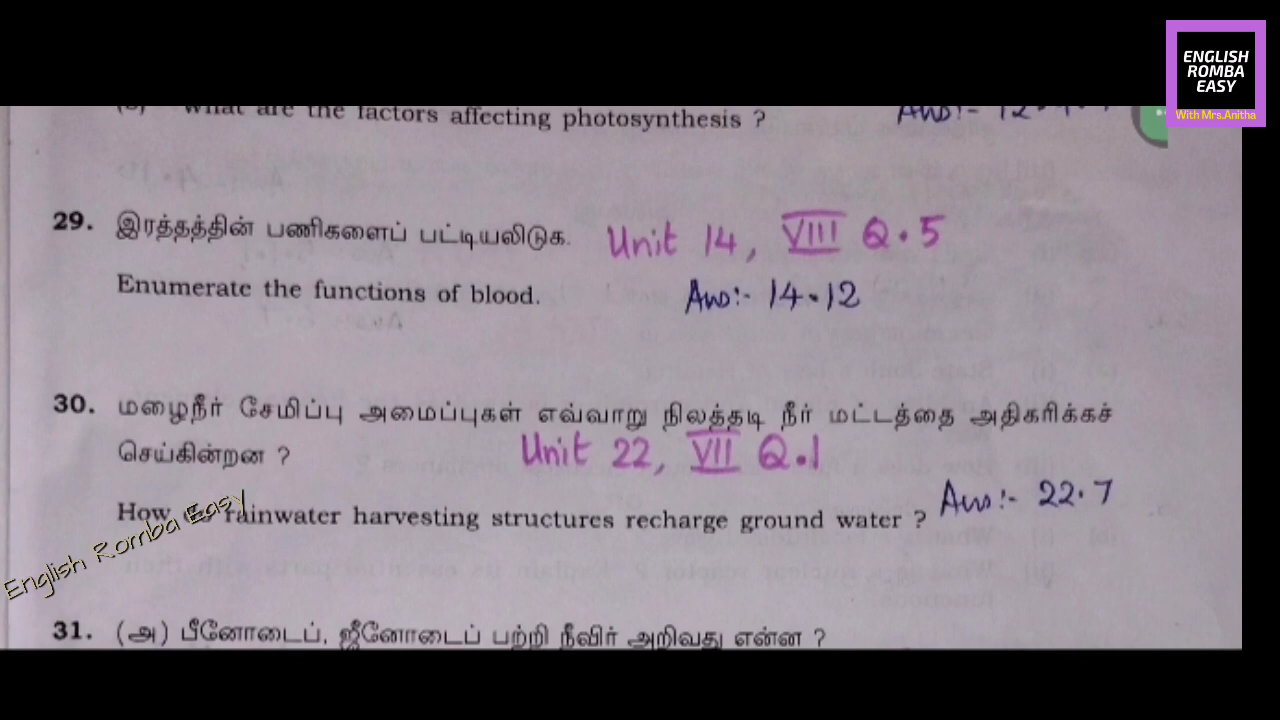 ENGLISH
ROMBA
EASY
With Mrs.Anitha
what are the factors affecting photosynthesis ?
Ans:-
29. இரத்தத்தின் பணிகளைப் பட்டியலிடுக. Unit 14, VIII Q.5
Enumerate the functions of blood. Ans:- 14.12
30. மழைநீர் சேமிப்பு அமைப்புகள் எவ்வாறு நிலத்தடி நீர் மட்டத்தை அதிகரிக்கச்
செய்கின்றன ? Unit 22, VII Q.1
How do rainwater harvesting structures recharge ground water ? Ans:- 22.7
English Romba Easy
31. (அ) பீனோடைப், ஜீனோடைப் பற்றி நீவிர் அறிவது என்ன ?